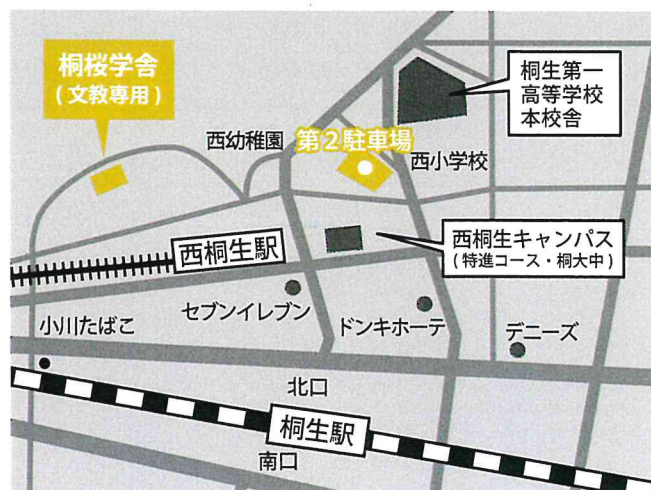 桐桜学舎
(文教専用)
桐生第一
高等学校
本校舎
西幼稚園
第2駐車場
西小学校
西桐生駅
西桐生キャンパス
(特進コース・桐大中)
セブンイレブン
ドンキホーテ
デニーズ
小川たばこ
北口
桐生駅
南口